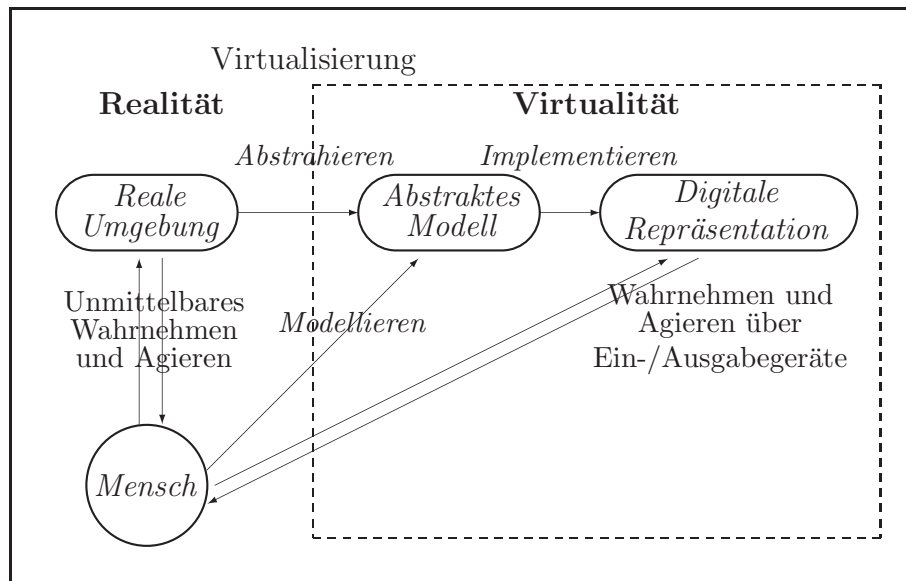 Virtualisierung
Realität
Virtualität
Abstrahieren
Implementieren
Reale
Umgebung
Abstraktes
Modell
Digitale
Repräsentation
Unmittelbares
Wahrnehmen
und Agieren
Modellieren
Wahrnehmen und
Agieren über
Ein-/Ausgabegeräte
Mensch